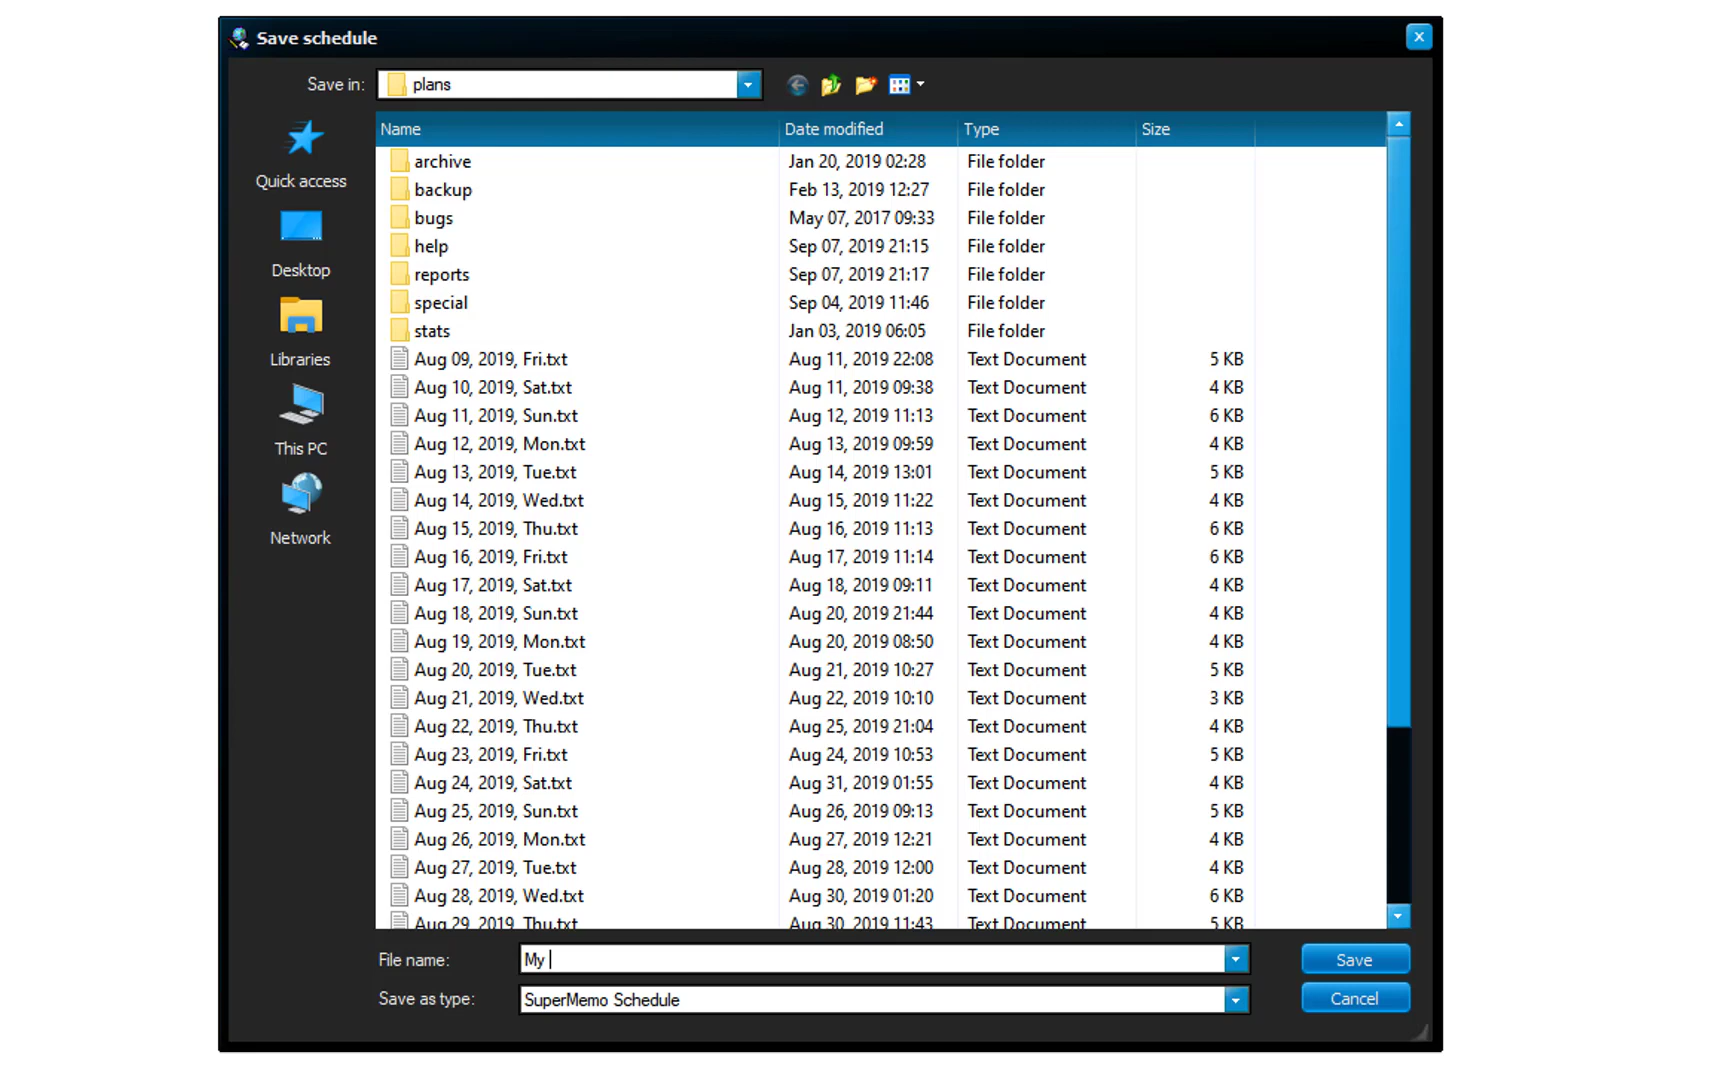 Save schedule
Save in: plans
Name Date modified Type Size
Quick access
Desktop
Libraries
This PC
Network
archive Jan 20, 2019 02:28 File folder
backup Feb 13, 2019 12:27 File folder
bugs May 07, 2017 09:33 File folder
help Sep 07, 2019 21:15 File folder
reports Sep 07, 2019 21:17 File folder
special Sep 04, 2019 11:46 File folder
stats Jan 03, 2019 06:05 File folder
Aug 09, 2019, Fri.txt Aug 11, 2019 22:08 Text Document 5 KB
Aug 10, 2019, Sat.txt Aug 11, 2019 09:38 Text Document 4 KB
Aug 11, 2019, Sun.txt Aug 12, 2019 11:13 Text Document 6 KB
Aug 12, 2019, Mon.txt Aug 13, 2019 09:59 Text Document 4 KB
Aug 13, 2019, Tue.txt Aug 14, 2019 13:01 Text Document 5 KB
Aug 14, 2019, Wed.txt Aug 15, 2019 11:22 Text Document 4 KB
Aug 15, 2019, Thu.txt Aug 16, 2019 11:13 Text Document 6 KB
Aug 16, 2019, Fri.txt Aug 17, 2019 11:14 Text Document 6 KB
Aug 17, 2019, Sat.txt Aug 18, 2019 09:11 Text Document 4 KB
Aug 18, 2019, Sun.txt Aug 20, 2019 21:44 Text Document 4 KB
Aug 19, 2019, Mon.txt Aug 20, 2019 08:50 Text Document 4 KB
Aug 20, 2019, Tue.txt Aug 21, 2019 10:27 Text Document 5 KB
Aug 21, 2019, Wed.txt Aug 22, 2019 10:10 Text Document 3 KB
Aug 22, 2019, Thu.txt Aug 25, 2019 21:04 Text Document 4 KB
Aug 23, 2019, Fri.txt Aug 24, 2019 10:53 Text Document 5 KB
Aug 24, 2019, Sat.txt Aug 31, 2019 01:55 Text Document 4 KB
Aug 25, 2019, Sun.txt Aug 26, 2019 09:13 Text Document 5 KB
Aug 26, 2019, Mon.txt Aug 27, 2019 12:21 Text Document 4 KB
Aug 27, 2019, Tue.txt Aug 28, 2019 12:00 Text Document 4 KB
Aug 28, 2019, Wed.txt Aug 30, 2019 01:20 Text Document 6 KB
Aug 29, 2019, Thu.txt Aug 30, 2019 11:43 Text Document 5 KB
File name: My Save
Save as type: SuperMemo Schedule Cancel